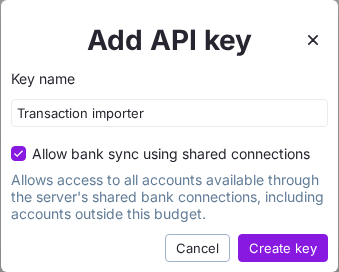 Add API key
Key name
Transaction importer
Allow bank sync using shared connections
Allows access to all accounts available through
the server's shared bank connections, including
accounts outside this budget.
Cancel
Create key